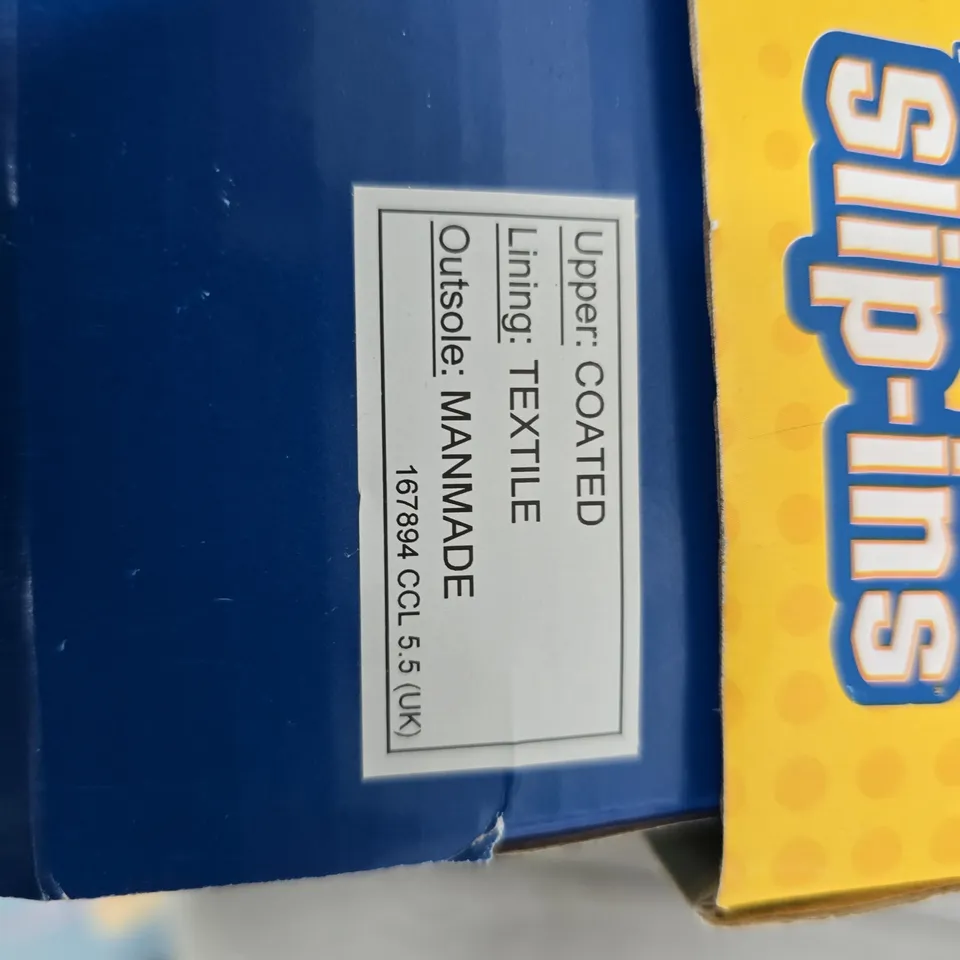 Slip-ins
Upper: COATED
Lining: TEXTILE
Outsole: MANMADE
167894 CCL 5.5 (UK)